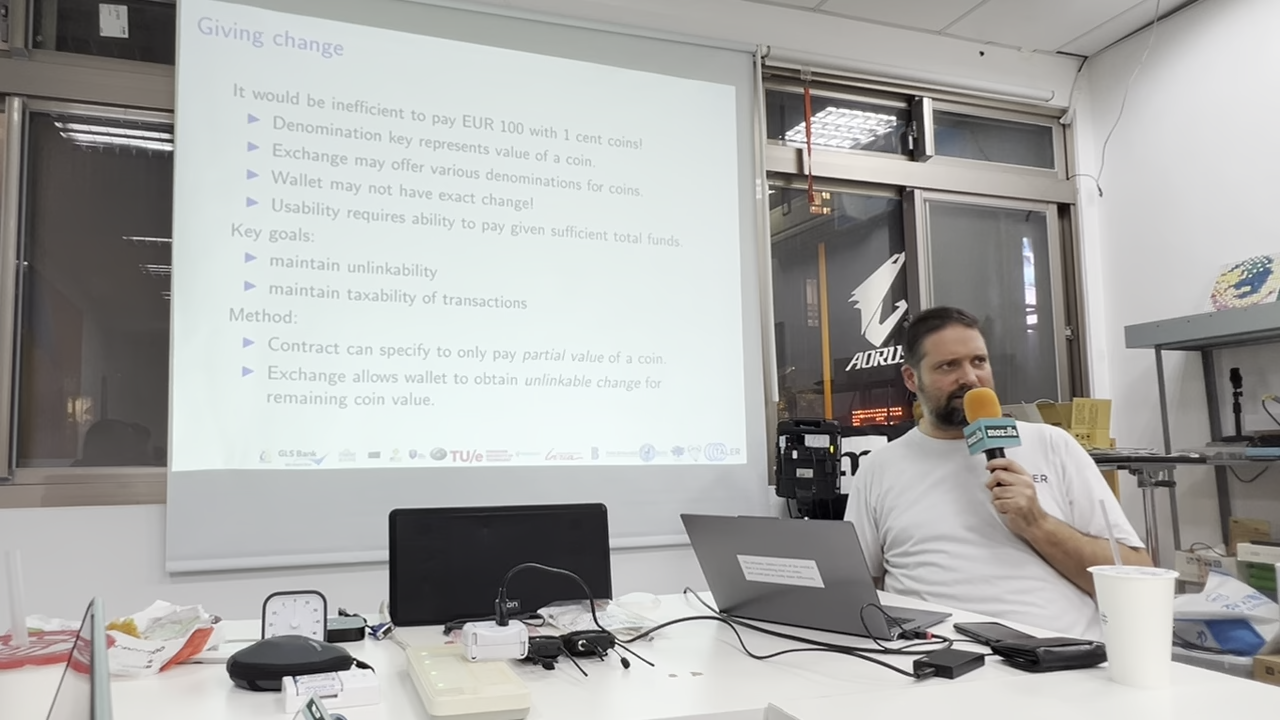 Giving change
It would be inefficient to pay EUR 100 with 1 cent coins!
Denomination key represents value of a coin.
Exchange may offer various denominations for coins.
Wallet may not have exact change!
Usability requires ability to pay given sufficient total funds.
Key goals:
maintain unlinkability
maintain taxability of transactions
Method:
Contract can specify to only pay partial value of a coin.
Exchange allows wallet to obtain unlinkable change for
remaining coin value.
GLS Bank
TU/e
TALER
AORUS
moz://a
ER